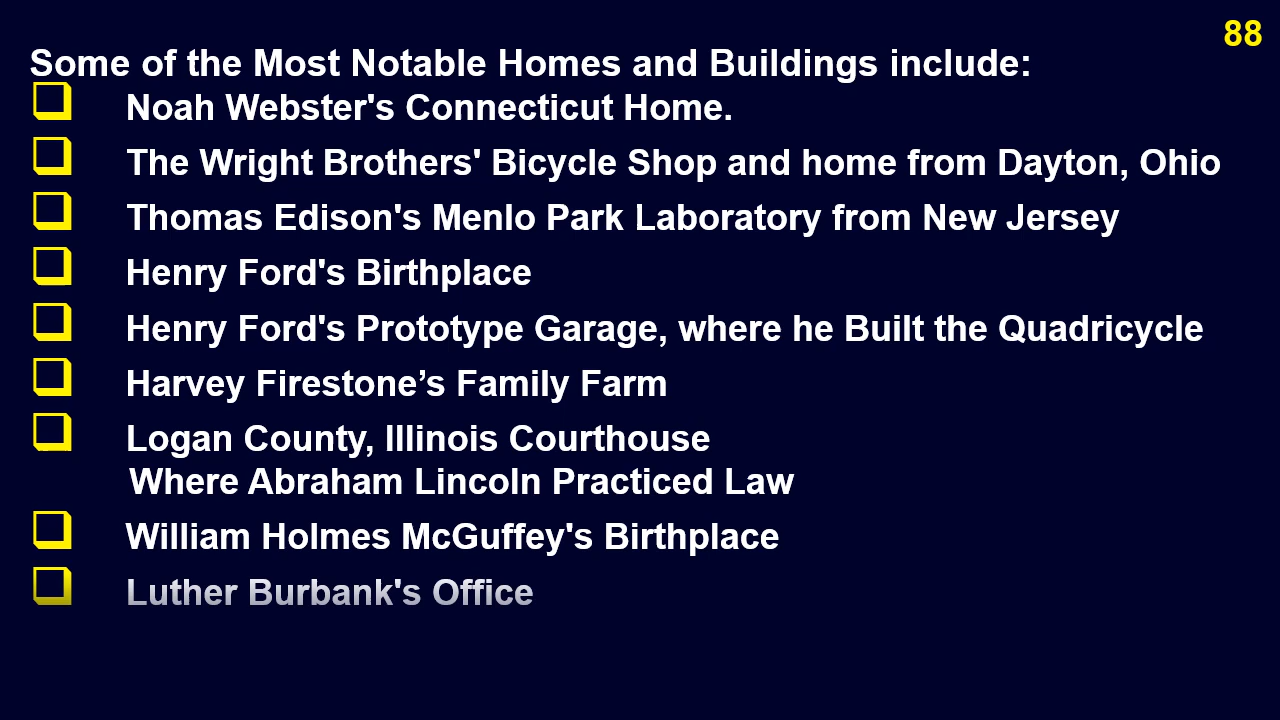 88
Some of the Most Notable Homes and Buildings include:
❑ Noah Webster's Connecticut Home.
❑ The Wright Brothers' Bicycle Shop and home from Dayton, Ohio
❑ Thomas Edison's Menlo Park Laboratory from New Jersey
❑ Henry Ford's Birthplace
❑ Henry Ford's Prototype Garage, where he Built the Quadricycle
❑ Harvey Firestone’s Family Farm
❑ Logan County, Illinois Courthouse
Where Abraham Lincoln Practiced Law
❑ William Holmes McGuffey's Birthplace
❑ Luther Burbank's Office